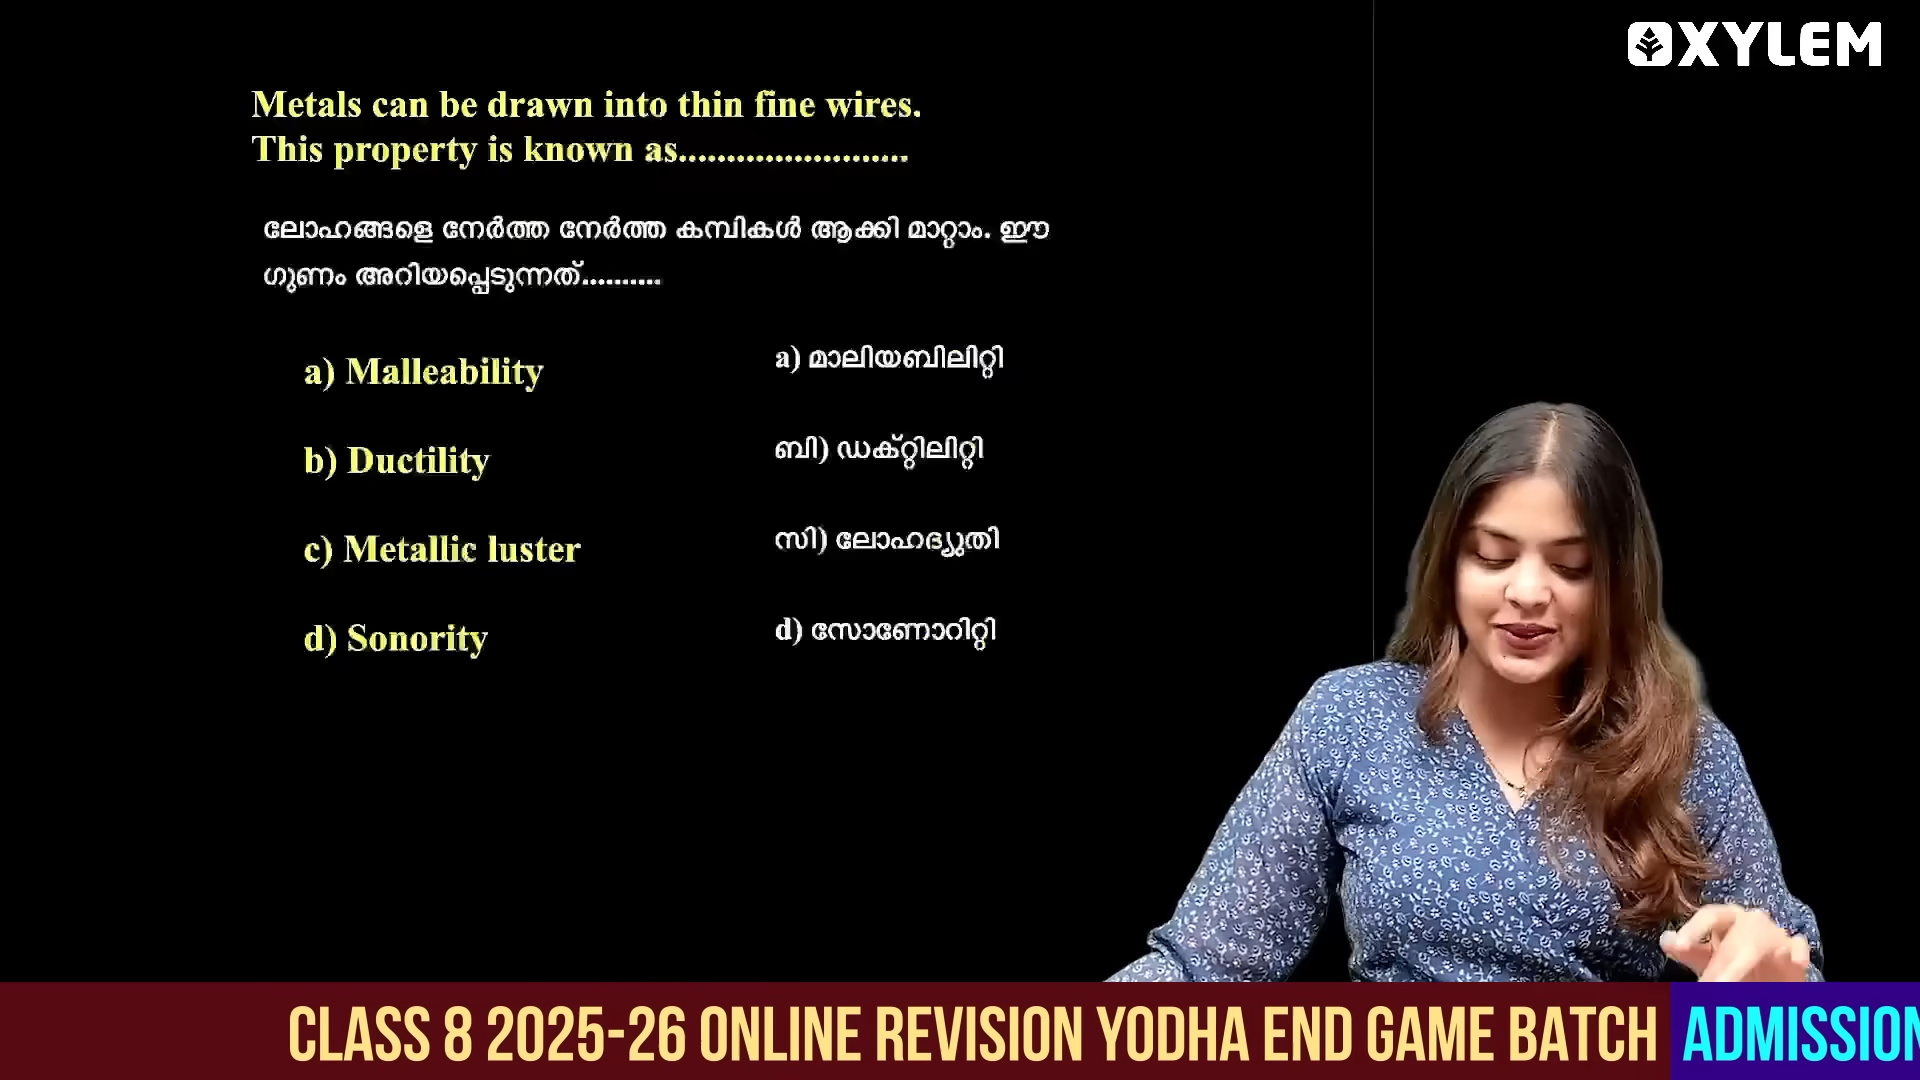 XYLEM
Metals can be drawn into thin fine wires.
This property is known as........................
ലോഹങ്ങളെ നേർത്ത നേർത്ത കമ്പികൾ ആക്കി മാറ്റാം. ഈ
ഗുണം അറിയപ്പെടുന്നത്..........
a) Malleability
a) മാലിയബിലിറ്റി
b) Ductility
ബി) ഡക്റ്റിലിറ്റി
c) Metallic luster
സി) ലോഹദ്യുതി
d) Sonority
d) സോണോറിറ്റി
CLASS 8 2025-26 ONLINE REVISION YODHA END GAME BATCH ADMISSION